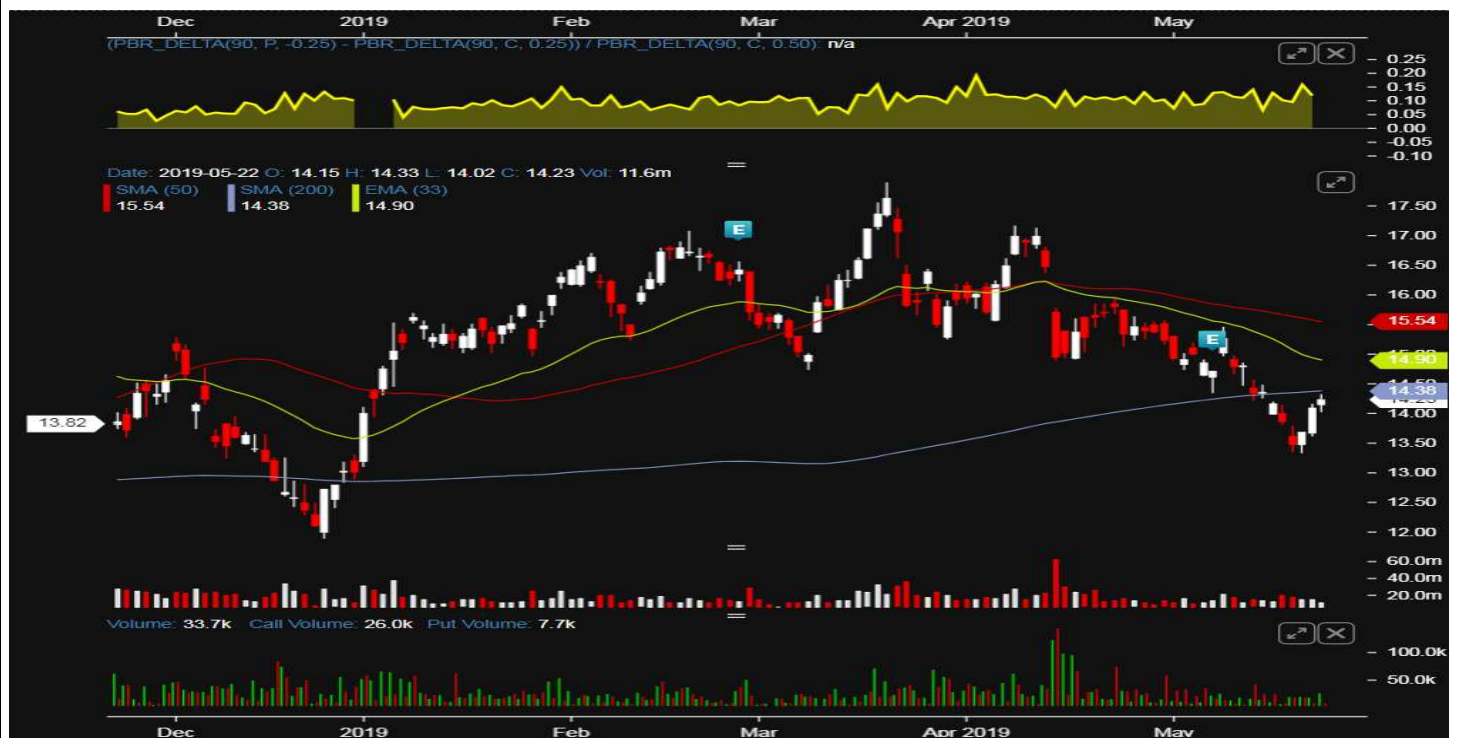 Dec 2019 Feb Mar Apr 2019 May
(PBR_DELTA(90, P, -0.25) - PBR_DELTA(90, C, 0.25)) / PBR_DELTA(90, C, 0.50): n/a
0.25
0.20
0.15
0.10
0.05
0.00
-0.05
-0.10
Date: 2019-05-22 O: 14.15 H: 14.33 L: 14.02 C: 14.23 Vol: 11.6m
SMA (50) SMA (200) EMA (33)
15.54 14.38 14.90
17.50
E
17.00
16.50
16.00
15.54
E
14.90
14.38
14.00
13.82
13.50
13.00
12.50
12.00
60.0m
40.0m
20.0m
Volume: 33.7k Call Volume: 26.0k Put Volume: 7.7k
100.0k
50.0k
Dec 2019 Feb Mar Apr 2019 May